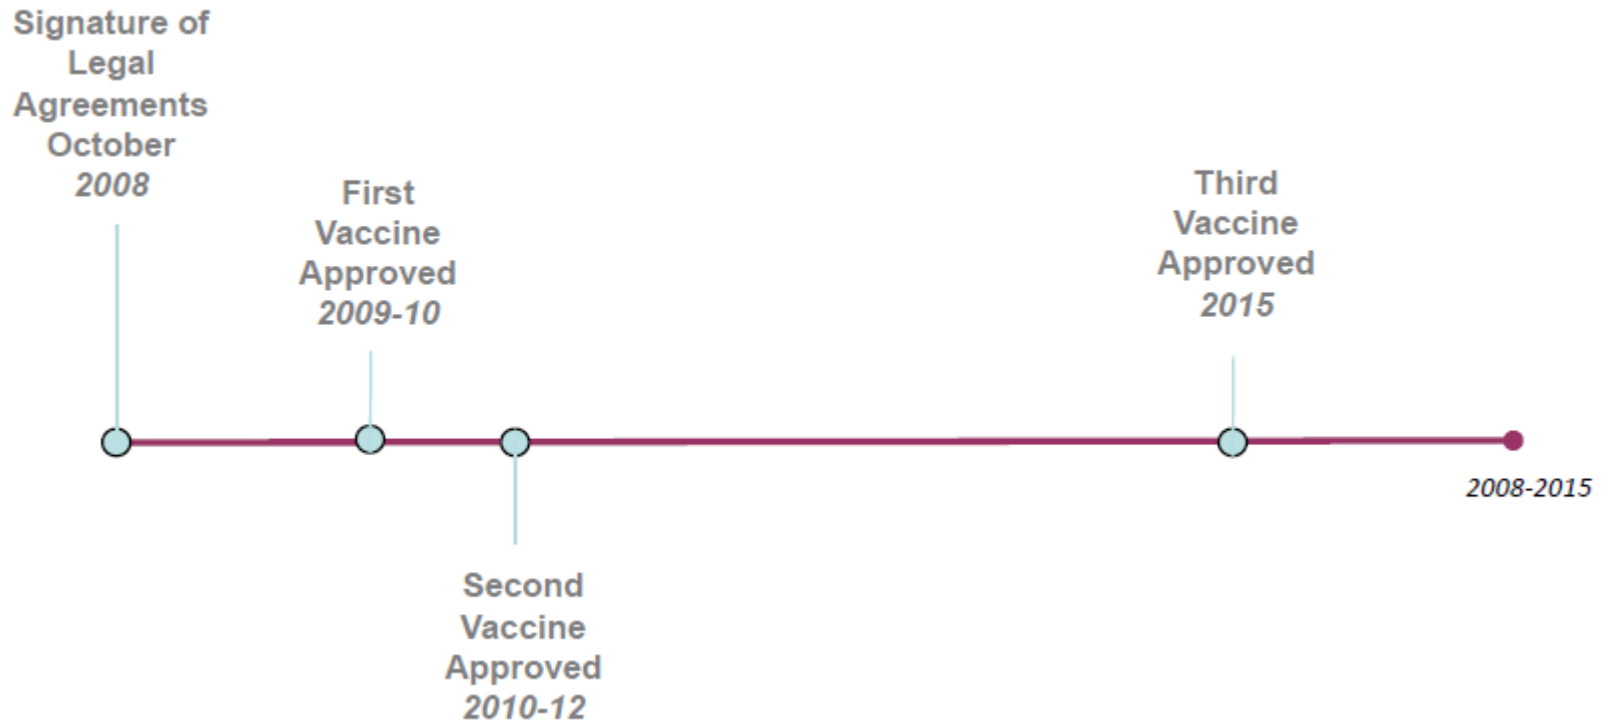 Signature of
Legal
Agreements
October
2008
First
Vaccine
Approved
2009-10
Second
Vaccine
Approved
2010-12
Third
Vaccine
Approved
2015
2008-2015